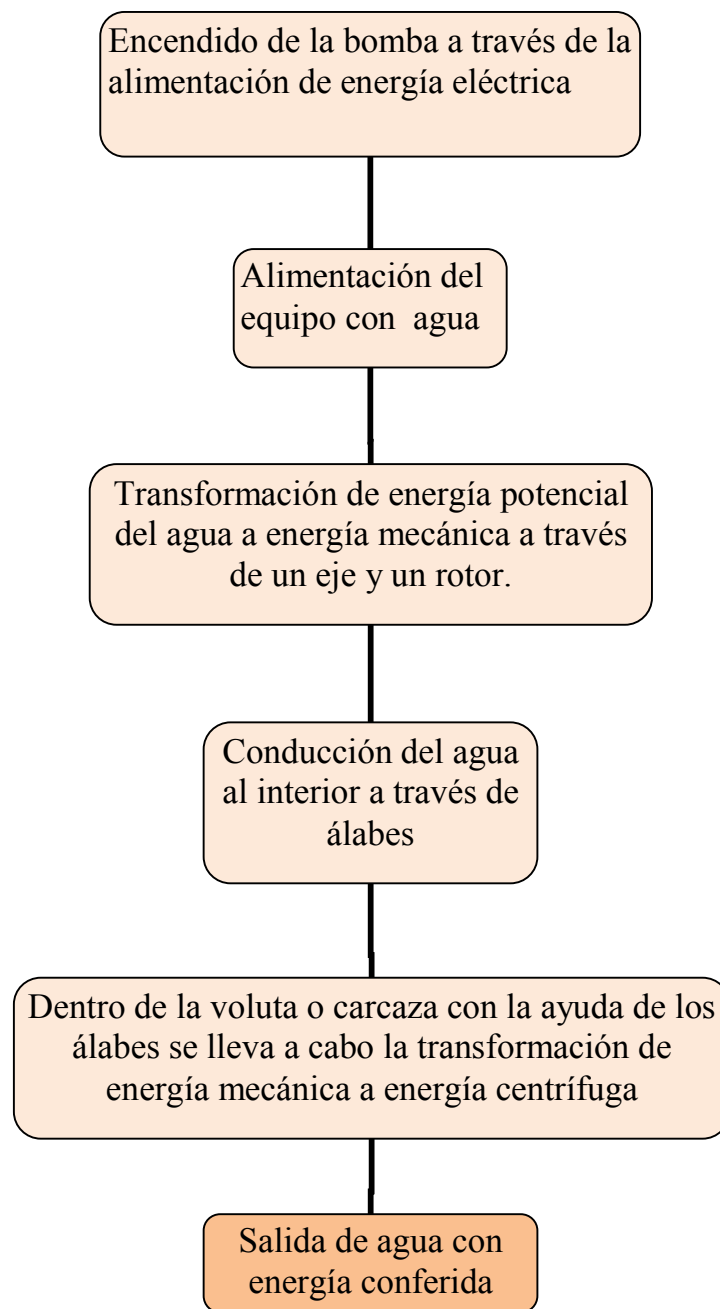 Encendido de la bomba a través de la
alimentación de energía eléctrica
Alimentación del
equipo con  agua
Transformación de energía potencial
del agua a energía mecánica a través
de un eje y un rotor.
Conducción del agua
al interior a través de
álabes
Dentro de la voluta o carcaza con la ayuda de los
álabes se lleva a cabo la transformación de
energía mecánica a energía centrífuga
Salida de agua con
energía conferida